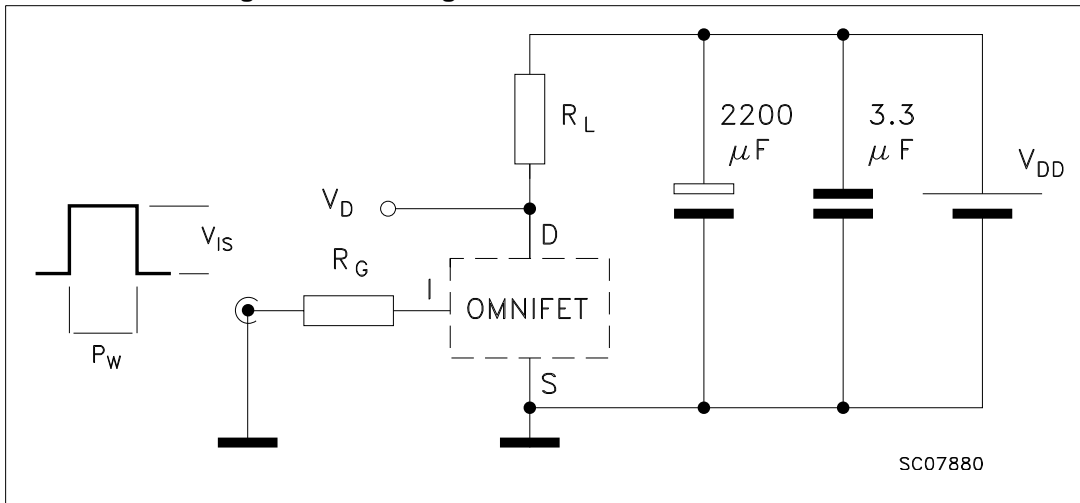 R_L
2200
μF
3.3
μF
V_DD
V_D
D
V_IS
R_G
I
OMNIFET
P_W
S
SC07880